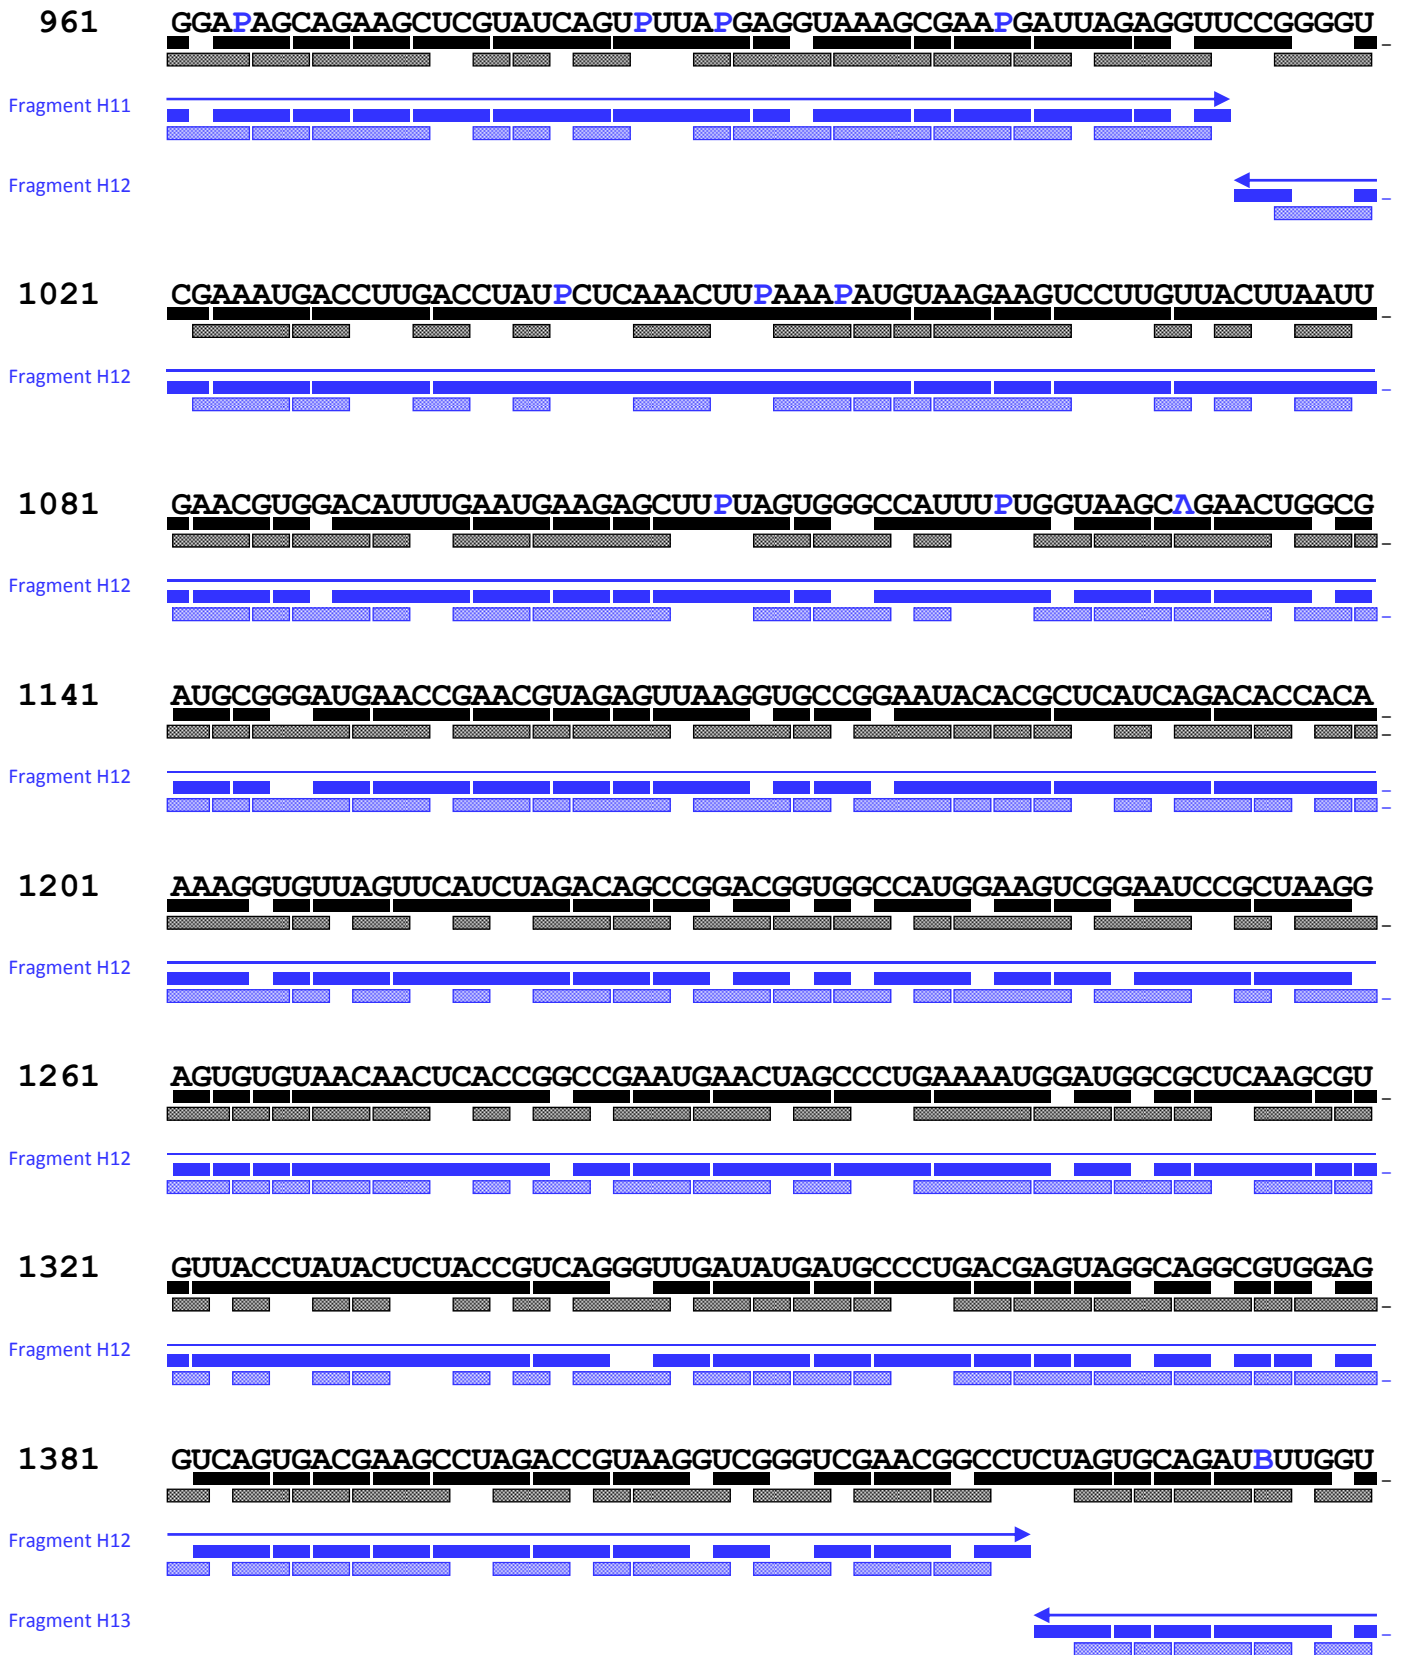 961 GGAPAGCAGAAGCUCGUAUCAGUPUUAPGAGGUAAAGCGAAPGAUUAGAGGUUCCGGGGU
Fragment H11
Fragment H12
1021 CGAAAUGACCUUGACCUAUPCUCAAACUUPAAAPAUGUAAGAAGUCCUUGUUACUUAAUU
Fragment H12
1081 GAACGUGGACAUUUGAAUGAAGAGCUUPUAGUGGGCCAUUUPUGGUAAGCΛGAACUGGCG
Fragment H12
1141 AUGCGGGAUGAACCGAACGUAGAGUUAAGGUGCCGGAAUACACGCUCAUCAGACACCACA
Fragment H12
1201 AAAGGUGUUAGUUCAUCUAGACAGCCGGACGGUGGCCAUGGAAGUCGGAAUCCGCUAAGG
Fragment H12
1261 AGUGUGUAACAACUCACCGGCCGAAUGAACUAGCCCUGAAAAUGGAUGGCGCUCAAGCGU
Fragment H12
1321 GUUACCUAUACUCUACCGUCAGGGUUGAUAUGAUGCCCUGACGAGUAGGCAGGCGUGGAG
Fragment H12
1381 GUCAGUGACGAAGCCUAGACCGUAAGGUCGGGUCGAACGGCCUCUAGUGCAGAUBUUGGU
Fragment H12
Fragment H13